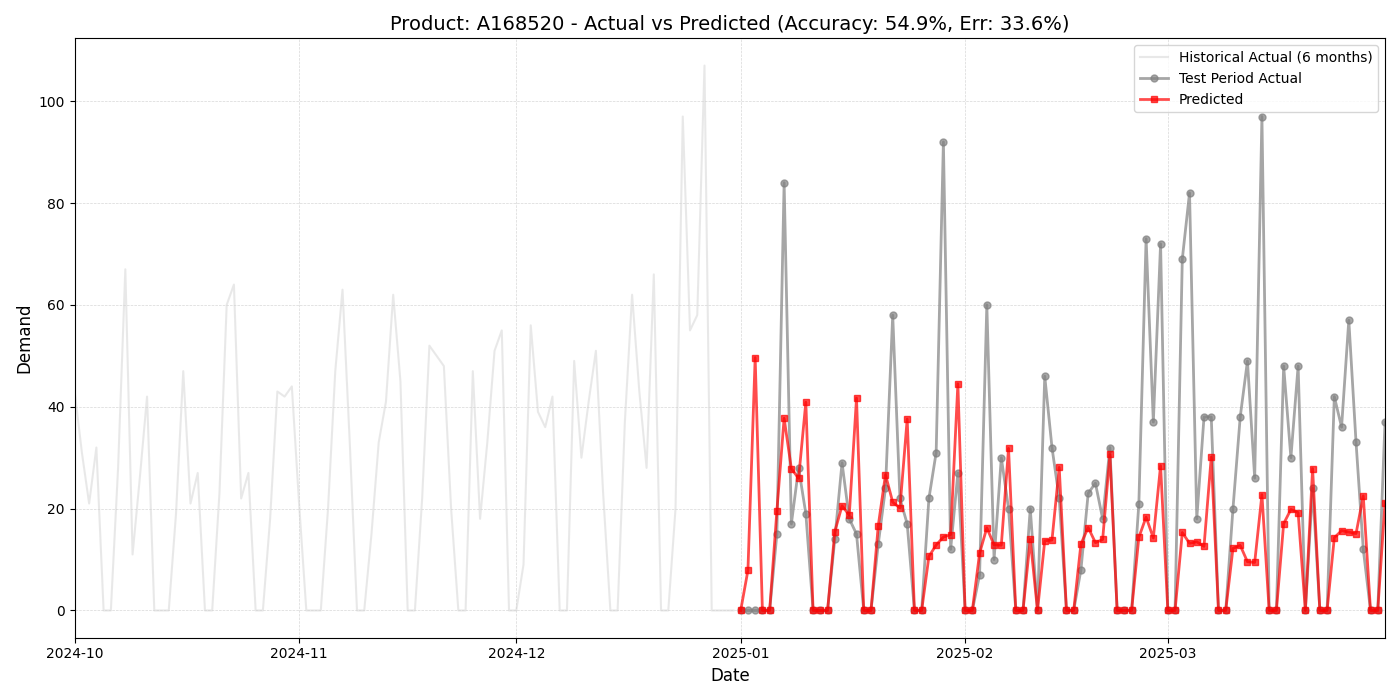 Product: A168520 - Actual vs Predicted (Accuracy: 54.9%, Err: 33.6%)
Historical Actual (6 months)
Test Period Actual
Predicted
Demand
100
80
60
40
20
0
2024-10
2024-11
2024-12
2025-01
2025-02
2025-03
Date